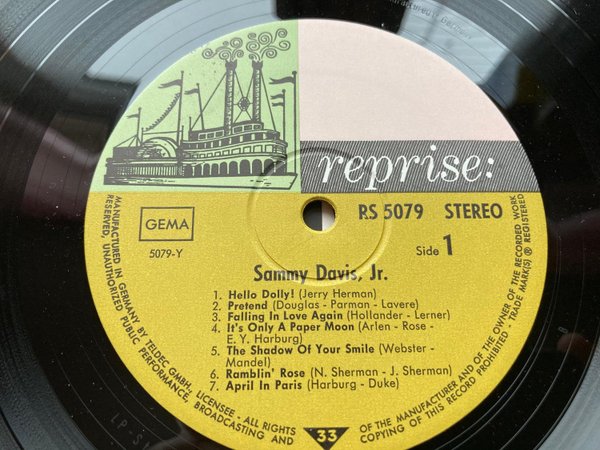 reprise:
RS 5079 STEREO
GEMA
5079-Y
Side 1
Sammy Davis, Jr.
1. Hello Dolly! (Jerry Herman)
2. Pretend (Douglas - Parman - Lavere)
3. Falling In Love Again (Hollander - Lerner)
4. It's Only A Paper Moon (Arlen - Rose -
E. Y. Harburg)
5. The Shadow Of Your Smile (Webster -
Mandel)
6. Ramblin' Rose (N. Sherman - J. Sherman)
7. April In Paris (Harburg - Duke)
33
MANUFACTURED IN GERMANY BY TELDEC GMBH., LICENSEE - ALL RIGHTS
RESERVED, UNAUTHORIZED PUBLIC PERFORMANCE, BROADCASTING AND
COPYING OF THIS RECORD PROHIBITED - TRADE MARK(S) ® REGISTERED
OF THE MANUFACTURER AND OF THE OWNER OF THE RECORDED WORK